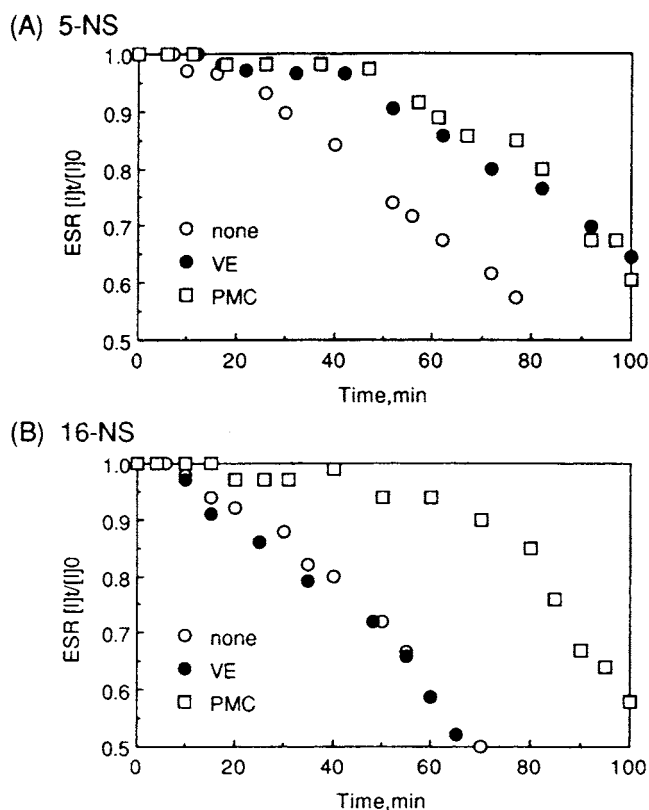 (A) 5-NS
ESR [I]t/[I]0
1.0
0.9
0.8
0.7
0.6
0.5
none
VE
PMC
0 20 40 60 80 100
Time,min
(B) 16-NS
ESR [I]t/[I]0
1.0
0.9
0.8
0.7
0.6
0.5
none
VE
PMC
0 20 40 60 80 100
Time,min